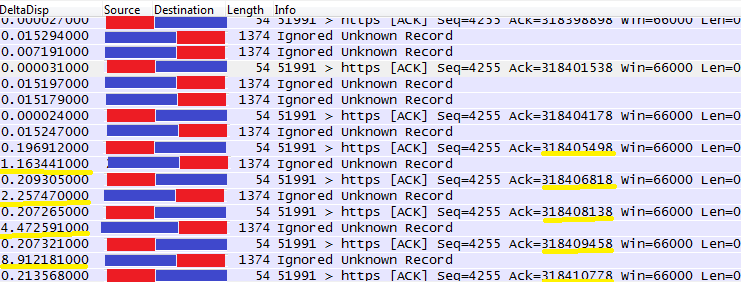 DeltaDisp Source Destination Length Info
0.000027000 54 51991 > https [ACK] Seq=4255 Ack=318398898 Win=66000 Len=0
0.015294000 1374 Ignored Unknown Record
0.007191000 1374 Ignored Unknown Record
0.000031000 54 51991 > https [ACK] Seq=4255 Ack=318401538 Win=66000 Len=0
0.015197000 1374 Ignored Unknown Record
0.015179000 1374 Ignored Unknown Record
0.000024000 54 51991 > https [ACK] Seq=4255 Ack=318404178 Win=66000 Len=0
0.015247000 1374 Ignored Unknown Record
0.196912000 54 51991 > https [ACK] Seq=4255 Ack=318405498 Win=66000 Len=0
1.163441000 1374 Ignored Unknown Record
0.209305000 54 51991 > https [ACK] Seq=4255 Ack=318406818 Win=66000 Len=0
2.257470000 1374 Ignored Unknown Record
0.207265000 54 51991 > https [ACK] Seq=4255 Ack=318408138 Win=66000 Len=0
4.472591000 1374 Ignored Unknown Record
0.207321000 54 51991 > https [ACK] Seq=4255 Ack=318409458 Win=66000 Len=0
8.912181000 1374 Ignored Unknown Record
0.213568000 54 51991 > https [ACK] Seq=4255 Ack=318410778 Win=66000 Len=0